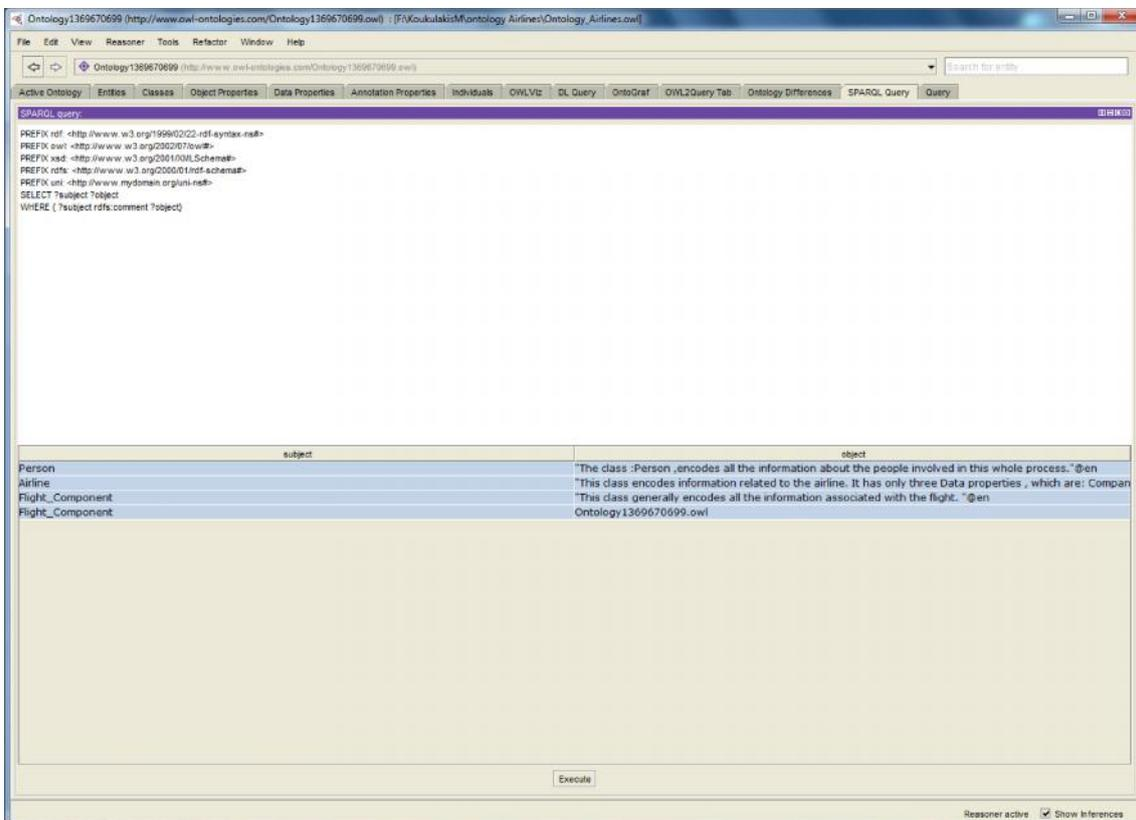 Ontology1369670699 (http://www.owl-ontologies.com/Ontology1369670699.owl) : [F:\KoukulakisM\ontology Airlines\Ontology_Airlines.owl]
File Edit View Reasoner Tools Refactor Window Help
Ontology1369670699 (http://www.owl-ontologies.com/Ontology1369670699.owl) Search for entity
Active Ontology Entities Classes Object Properties Data Properties Annotation Properties Individuals OWLViz DL Query OntoGraf OWL2Query Tab Ontology Differences SPARQL Query Query
SPARQL query:
PREFIX rdf: <http://www.w3.org/1999/02/22-rdf-syntax-ns#>
PREFIX owl: <http://www.w3.org/2002/07/owl#>
PREFIX xsd: <http://www.w3.org/2001/XMLSchema#>
PREFIX rdfs: <http://www.w3.org/2000/01/rdf-schema#>
PREFIX uni: <http://www.mydomain.org/uni-ns#>
SELECT ?subject ?object
WHERE { ?subject rdfs:comment ?object}
subject object
Person "The class :Person ,encodes all the information about the people involved in this whole process."@en
Airline "This class encodes information related to the airline. It has only three Data properties , which are: Compan
Flight_Component "This class generally encodes all the information associated with the flight. "@en
Flight_Component Ontology1369670699.owl
Execute
Reasoner active Show Inferences